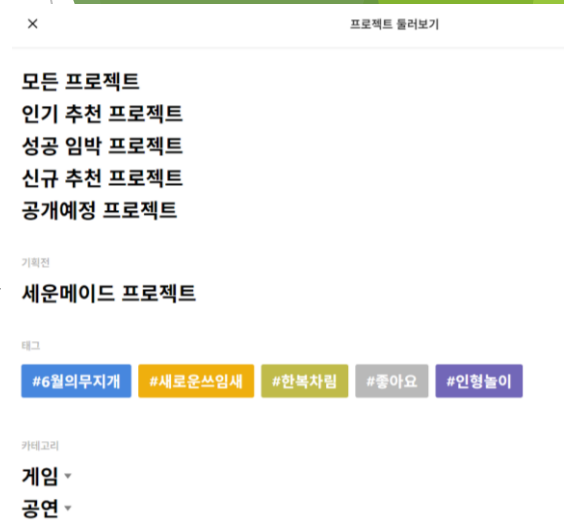 프로젝트 둘러보기
모든 프로젝트
인기 추천 프로젝트
성공 임박 프로젝트
신규 추천 프로젝트
공개예정 프로젝트
기획전
세운메이드 프로젝트
태그
#6월의무지개 #새로운쓰임새 #한복차림 #좋아요 #인형놀이
카테고리
게임
공연